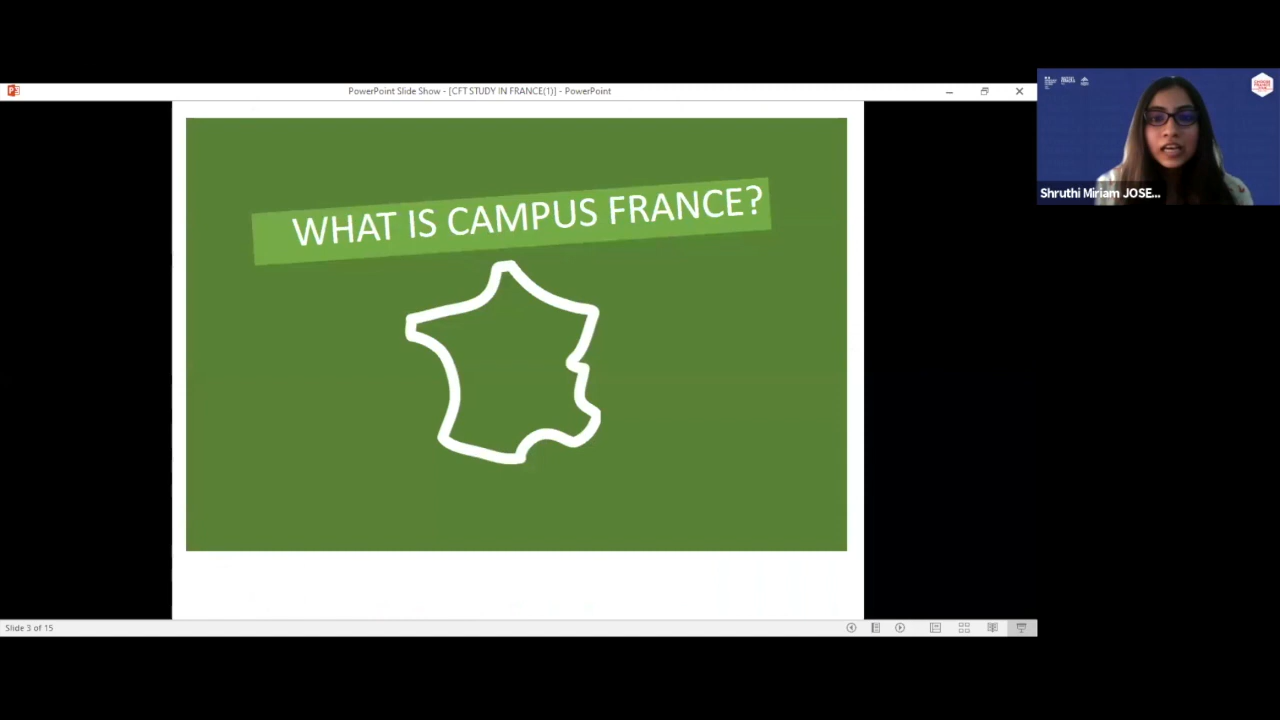 PowerPoint Slide Show - [CFT STUDY IN FRANCE(1)] - PowerPoint
WHAT IS CAMPUS FRANCE?
Shruthi Miriam JOSE...
Slide 3 of 15